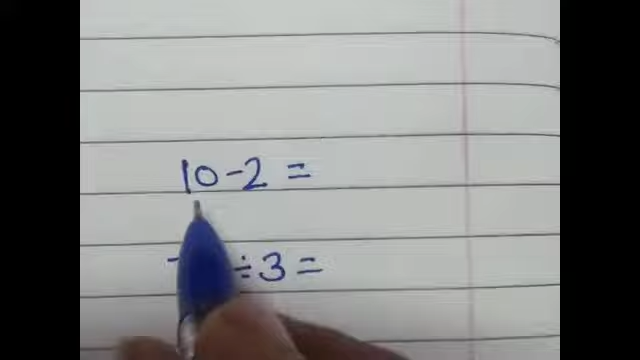 10-2 =
÷3 =